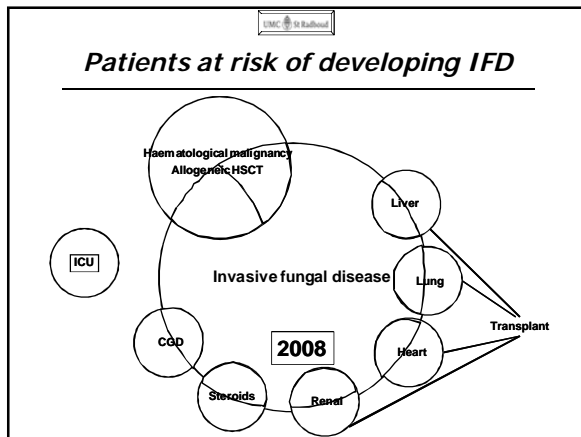 UMC St Radboud
Patients at risk of developing IFD
Haematological malignancy
Allogeneic HSCT
Liver
ICU
Invasive fungal disease
Lung
Transplant
CGD
2008
Heart
Steroids
Renal